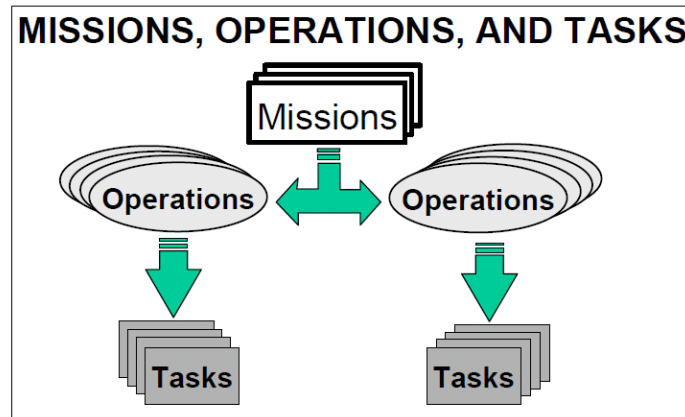 MISSIONS, OPERATIONS, AND TASKS
Missions
Operations
Operations
Tasks
Tasks